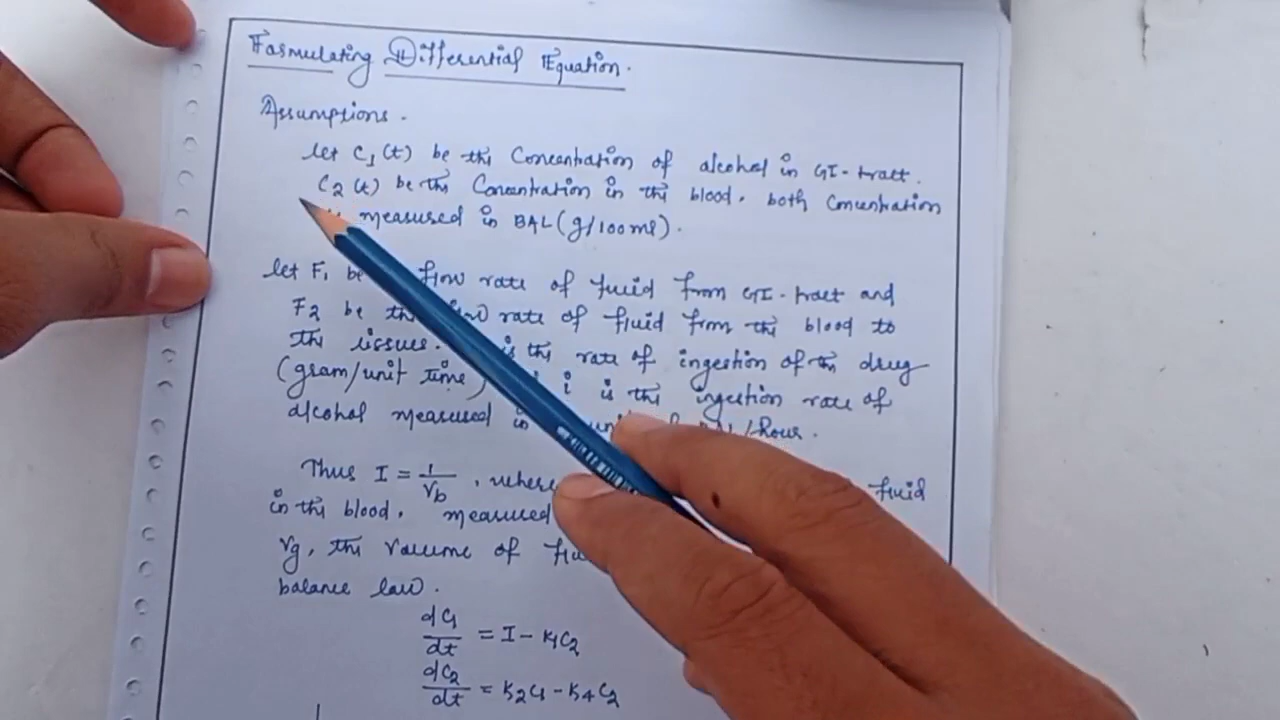 Formulating Differential Equation.
Assumptions.
let C1(t) be the Concentration of alcohol in GI-tract.
C2(t) be the Concentration in the blood. both Concentration
measured in BAL (g/100ml).
let F1 be flow rate of fluid from GI-tract and
F2 be the rate of fluid from the blood to
the tissues. is the rate of ingestion of the drug
(gram/unit time) i is the ingestion rate of
alcohol measured in /hour.
Thus I = 1/Vb, where fluid
in the blood. measured
Vg, the volume of
balance law.
dC1/dt = I - K1C2
dC2/dt = K2C1 - K4C2